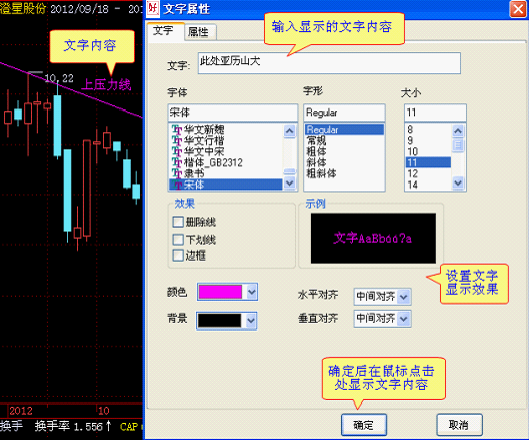 澄星股份 2012/09/18 - 201
文字内容
10.22
上压力线
2012
10
换手 换手率 1.556↑ CAP
文字属性
文字
属性
输入显示的文字内容
文字:
此处亚历山大
字体
字形
大小
宋体
Regular
11
华文新魏
华文行楷
华文中宋
楷体_GB2312
隶书
宋体
Regular
常规
粗体
斜体
粗斜体
8
9
10
11
12
14
效果
删除线
下划线
边框
示例
文字AaBb
设置文字
显示效果
颜色
背景
水平对齐
中间对齐
垂直对齐
中间对齐
确定后在鼠标点击
处显示文字内容
确定
取消